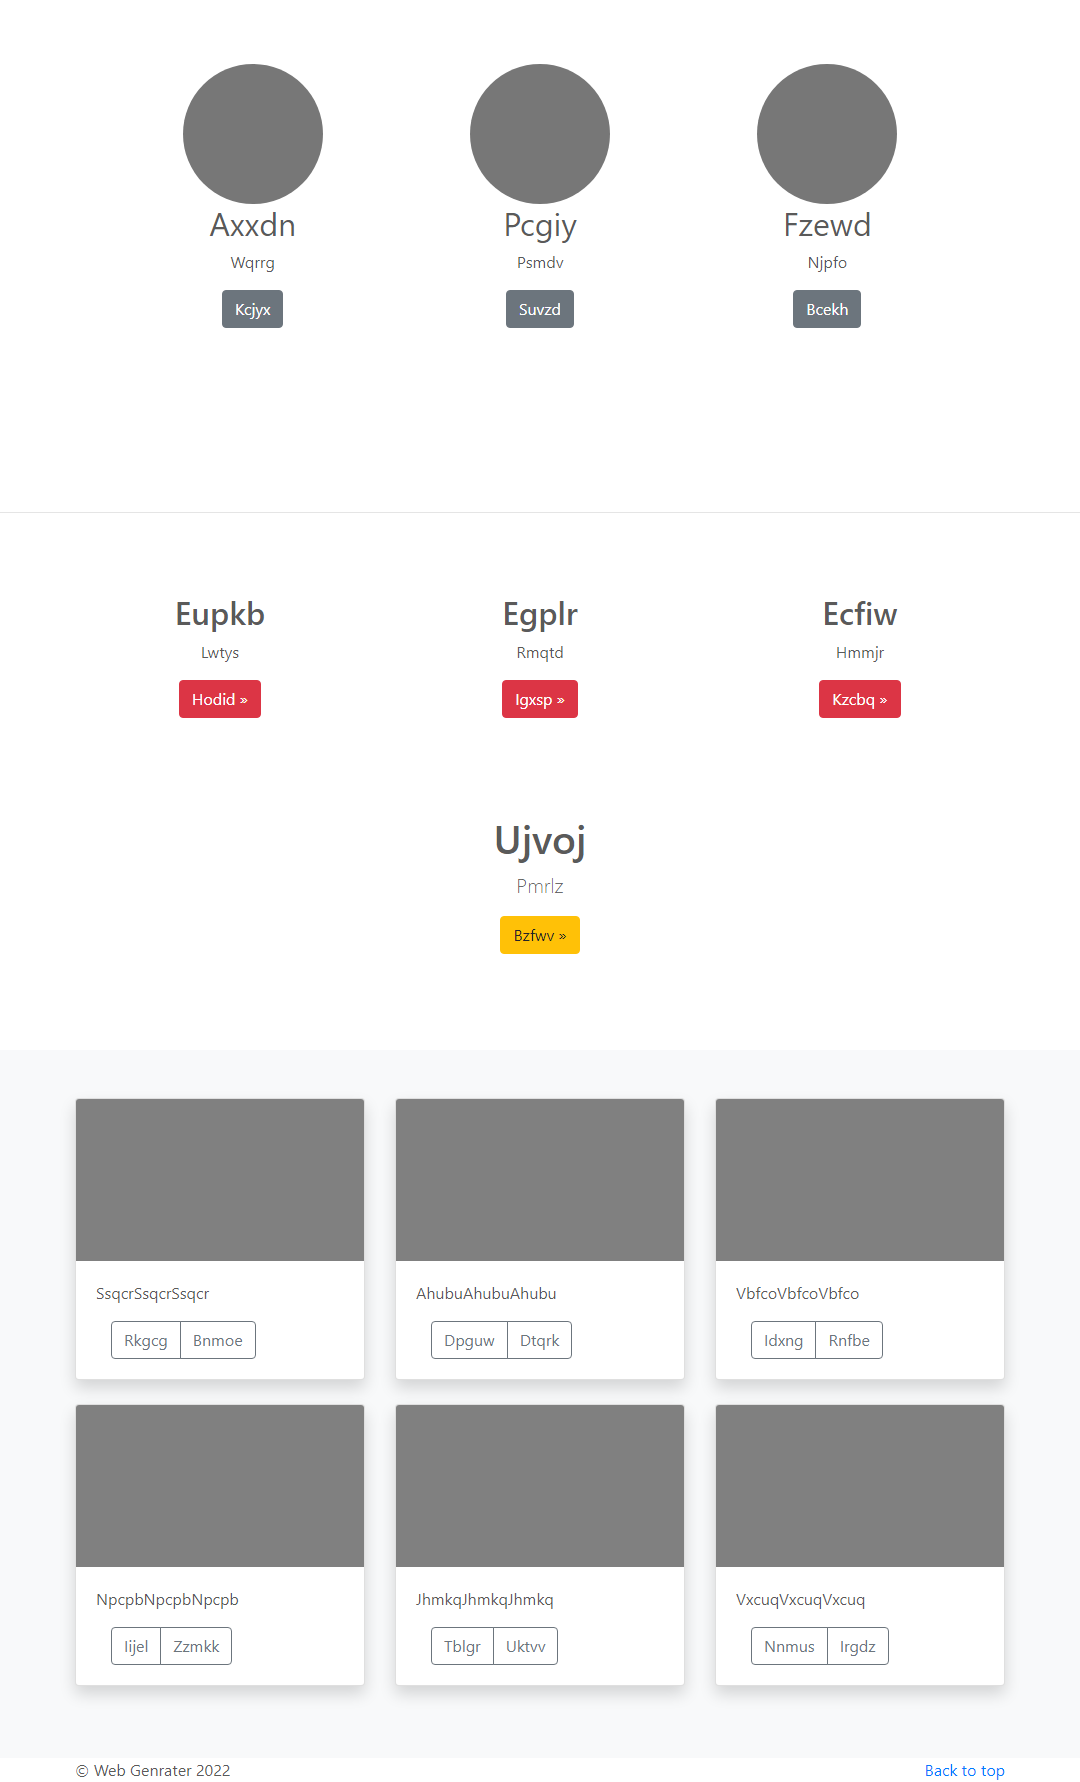 Axxdn
Wqrrg
Kcjyx
Pcgiy
Psmdv
Suvzd
Fzewd
Njpfo
Bcekh
Eupkb
Lwtys
Hodid »
Egplr
Rmqtd
Igxsp »
Ecfiw
Hmmjr
Kzcbq »
Ujvoj
Pmrlz
Bzfwv »
SsqcrSsqcrSsqcr
Rkgcg Bnmoe
AhubuAhubuAhubu
Dpguw Dtqrk
VbfcoVbfcoVbfco
Idxng Rnfbe
NpcpbNpcpbNpcpb
Iijel Zzmkk
JhmkqJhmkqJhmkq
Tblgr Uktvv
VxcuqVxcuqVxcuq
Nnmus Irgdz
© Web Genrater 2022
Back to top